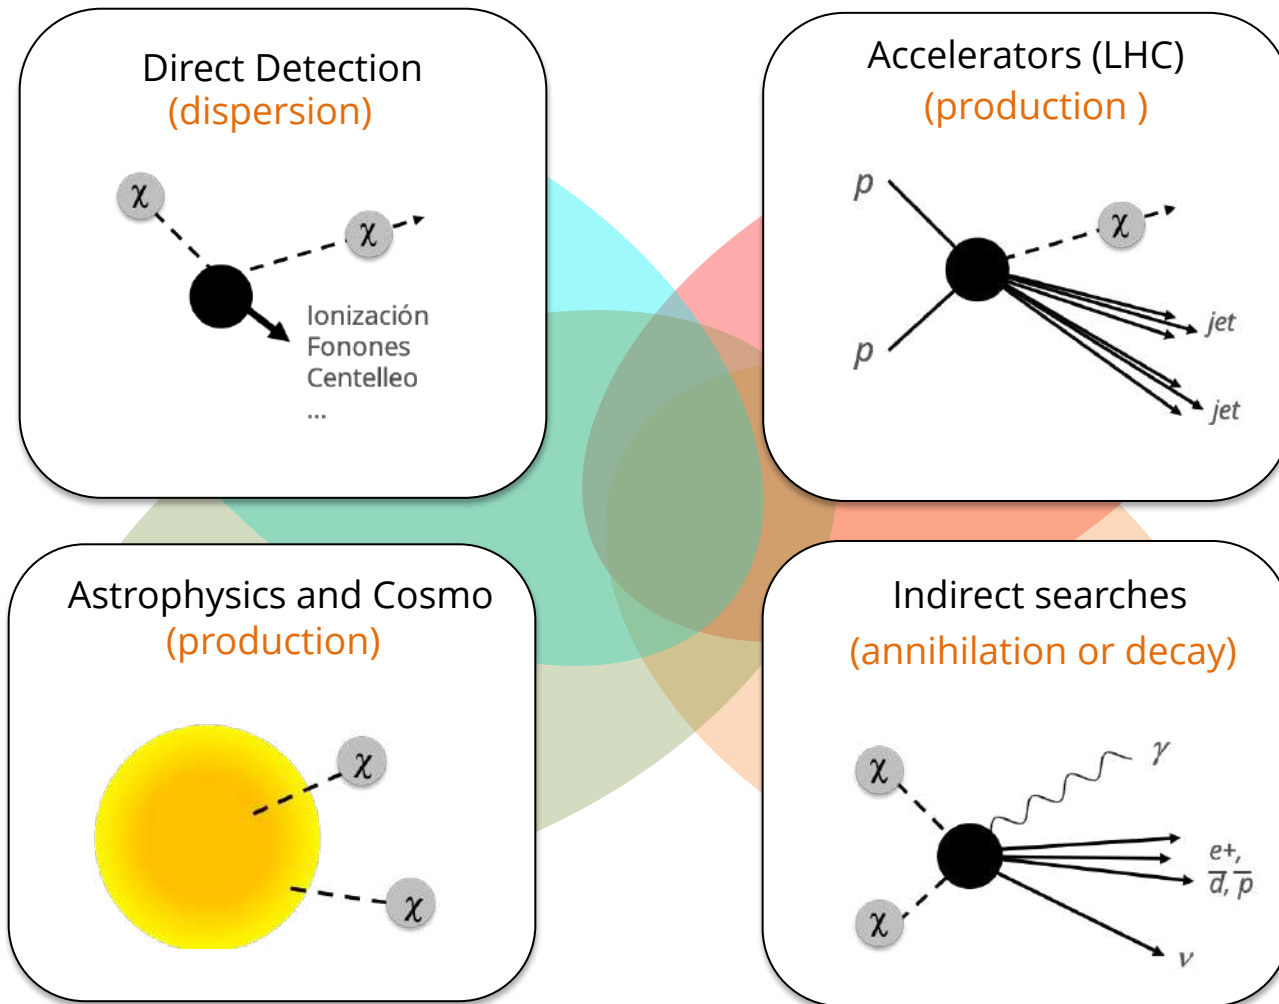 Direct Detection
(dispersion)
χ
χ
Ionización
Fonones
Centelleo
...
Accelerators (LHC)
(production )
p
χ
jet
p
jet
Astrophysics and Cosmo
(production)
χ
χ
Indirect searches
(annihilation or decay)
γ
χ
e+,
d̅, p̅
χ
ν